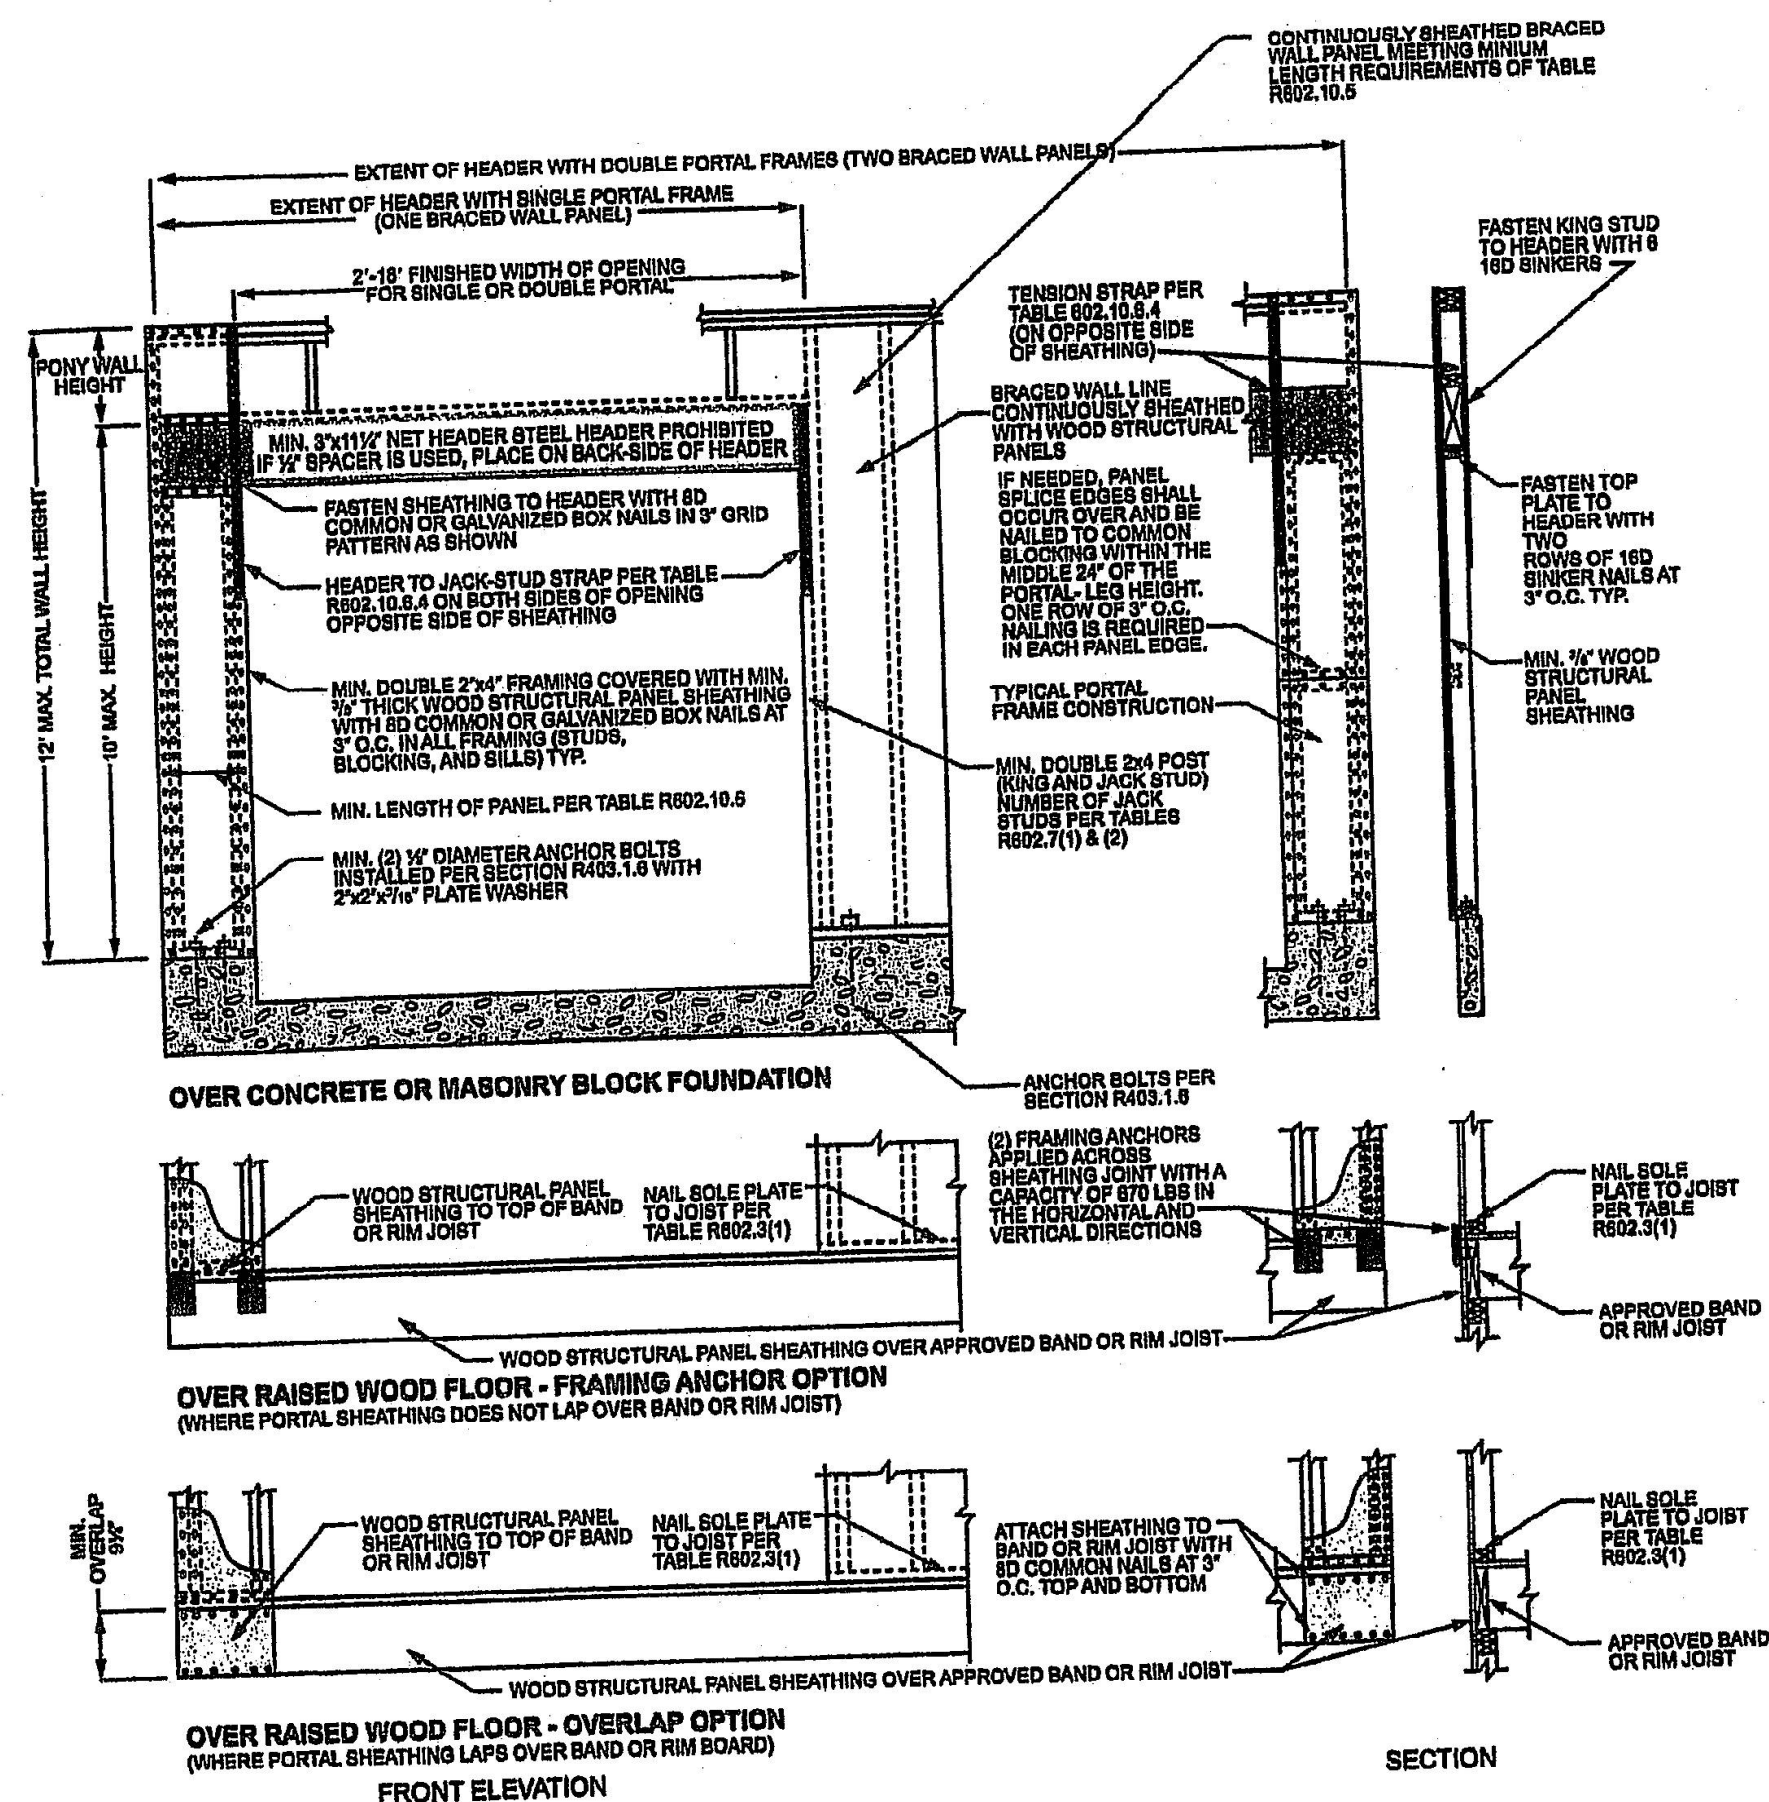 CONTINUOUSLY SHEATHED BRACED
WALL PANEL MEETING MINIUM
LENGTH REQUIREMENTS OF TABLE
R602.10.5
EXTENT OF HEADER WITH DOUBLE PORTAL FRAMES (TWO BRACED WALL PANELS)
EXTENT OF HEADER WITH SINGLE PORTAL FRAME
(ONE BRACED WALL PANEL)
2'-18' FINISHED WIDTH OF OPENING
FOR SINGLE OR DOUBLE PORTAL
FASTEN KING STUD
TO HEADER WITH 6
16D SINKERS
TENSION STRAP PER
TABLE 602.10.6.4
(ON OPPOSITE SIDE
OF SHEATHING)
PONY WALL
HEIGHT
BRACED WALL LINE
CONTINUOUSLY SHEATHED
WITH WOOD STRUCTURAL
PANELS
MIN. 3"x11¼" NET HEADER STEEL HEADER PROHIBITED
IF ½" SPACER IS USED, PLACE ON BACK-SIDE OF HEADER
12' MAX. TOTAL WALL HEIGHT
10' MAX. HEIGHT
FASTEN SHEATHING TO HEADER WITH 8D
COMMON OR GALVANIZED BOX NAILS IN 3" GRID
PATTERN AS SHOWN
IF NEEDED, PANEL
SPLICE EDGES SHALL
OCCUR OVER AND BE
NAILED TO COMMON
BLOCKING WITHIN THE
MIDDLE 24" OF THE
PORTAL- LEG HEIGHT.
ONE ROW OF 3" O.C.
NAILING IS REQUIRED
IN EACH PANEL EDGE.
FASTEN TOP
PLATE TO
HEADER WITH
TWO
ROWS OF 16D
SINKER NAILS AT
3" O.C. TYP.
HEADER TO JACK-STUD STRAP PER TABLE
R602.10.6.4 ON BOTH SIDES OF OPENING
OPPOSITE SIDE OF SHEATHING
MIN. DOUBLE 2"x4" FRAMING COVERED WITH MIN.
⅜" THICK WOOD STRUCTURAL PANEL SHEATHING
WITH 8D COMMON OR GALVANIZED BOX NAILS AT
3" O.C. IN ALL FRAMING (STUDS,
BLOCKING, AND SILLS) TYP.
TYPICAL PORTAL
FRAME CONSTRUCTION
MIN. ⅜" WOOD
STRUCTURAL
PANEL
SHEATHING
MIN. LENGTH OF PANEL PER TABLE R602.10.5
MIN. DOUBLE 2x4 POST
(KING AND JACK STUD)
NUMBER OF JACK
STUDS PER TABLES
R602.7(1) & (2)
MIN. (2) ½" DIAMETER ANCHOR BOLTS
INSTALLED PER SECTION R403.1.6 WITH
2"x2"x3/16" PLATE WASHER
OVER CONCRETE OR MASONRY BLOCK FOUNDATION
ANCHOR BOLTS PER
SECTION R403.1.6
WOOD STRUCTURAL PANEL
SHEATHING TO TOP OF BAND
OR RIM JOIST
NAIL SOLE PLATE
TO JOIST PER
TABLE R602.3(1)
(2) FRAMING ANCHORS
APPLIED ACROSS
SHEATHING JOINT WITH A
CAPACITY OF 670 LBS IN
THE HORIZONTAL AND
VERTICAL DIRECTIONS
NAIL SOLE
PLATE TO JOIST
PER TABLE
R602.3(1)
APPROVED BAND
OR RIM JOIST
WOOD STRUCTURAL PANEL SHEATHING OVER APPROVED BAND OR RIM JOIST
OVER RAISED WOOD FLOOR - FRAMING ANCHOR OPTION
(WHERE PORTAL SHEATHING DOES NOT LAP OVER BAND OR RIM JOIST)
MIN.
OVERLAP
9¼"
WOOD STRUCTURAL PANEL
SHEATHING TO TOP OF BAND
OR RIM JOIST
NAIL SOLE PLATE
TO JOIST PER
TABLE R602.3(1)
ATTACH SHEATHING TO
BAND OR RIM JOIST WITH
8D COMMON NAILS AT 3"
O.C. TOP AND BOTTOM
NAIL SOLE
PLATE TO JOIST
PER TABLE
R602.3(1)
APPROVED BAND
OR RIM JOIST
WOOD STRUCTURAL PANEL SHEATHING OVER APPROVED BAND OR RIM JOIST
OVER RAISED WOOD FLOOR - OVERLAP OPTION
(WHERE PORTAL SHEATHING LAPS OVER BAND OR RIM BOARD)
FRONT ELEVATION
SECTION